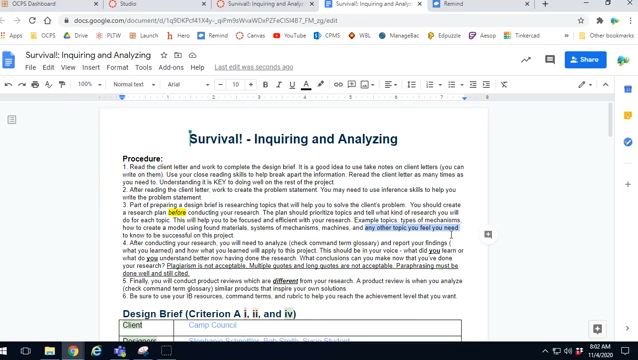 OCPS Dashboard
Studio
Survival! - Inquiring and Analyzing
Survival!: Inquiring and Analyzing
Remind
Apps
OCPS
Drive
PLTW
Launchpad
WBL
ManageBac
Edpuzzle
Aesop
Tinkercad
Other bookmarks
Survival!: Inquiring and Analyzing
File Edit View Insert Format Tools Add-ons Help Last edit was seconds ago
Share
100% Normal text Arial 10
Survival! - Inquiring and Analyzing
Procedure:
1. Read the client letter and work to complete the design brief. It is a good idea to use take notes on client letters (you can
write on them). Use your close reading skills to help break apart the information. Reread the client letter as many times as
you need to. Understanding it is KEY to doing well on the rest of the project.
2. After reading the client letter, work to create the problem statement. You may need to use inference skills to help you
write the problem statement.
3. Part of preparing a design brief is researching topics that will help you to solve the client's problem. You should create
a research plan before conducting your research. The plan should prioritize topics and tell what kind of research you will
do for each topic. This will help you to be focused and efficient with your research. Example topics: types of mechanisms,
how to create a model using found materials, systems of mechanisms, machines, and any other topic you feel you need
to know to be successful on this project.
4. After conducting your research, you will need to analyze (check command term glossary) and report your findings (
what you learned) and how what you learned will apply to this project. This should be in your voice - what did you learn or
what do you understand better now having done the research. What conclusions can you make now that you've done
your research? Plagiarism is not acceptable. Multiple quotes and long quotes are not acceptable. Paraphrasing must be
done well and still cited.
5. Finally, you will conduct product reviews which are different from your research. A product review is when you analyze
(check command term glossary) similar products that inspire your own solutions.
6. Be sure to use your IB resources, command terms, and rubric to help you reach the achievement level that you want.
Design Brief (Criterion A i, ii, and iv)
Client Camp Council
Designers
8:02 AM
11/4/2020